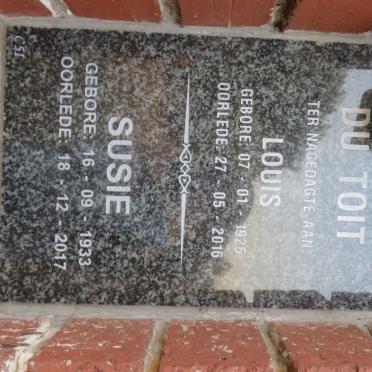 DU TOIT
TER NAGEDAGTE AAN
LOUIS
GEBORE: 07 - 01 - 1926
OORLEDE: 27 - 05 - 2016
SUSIE
GEBORE: 16 - 09 - 1933
OORLEDE: 18 - 12 - 2017